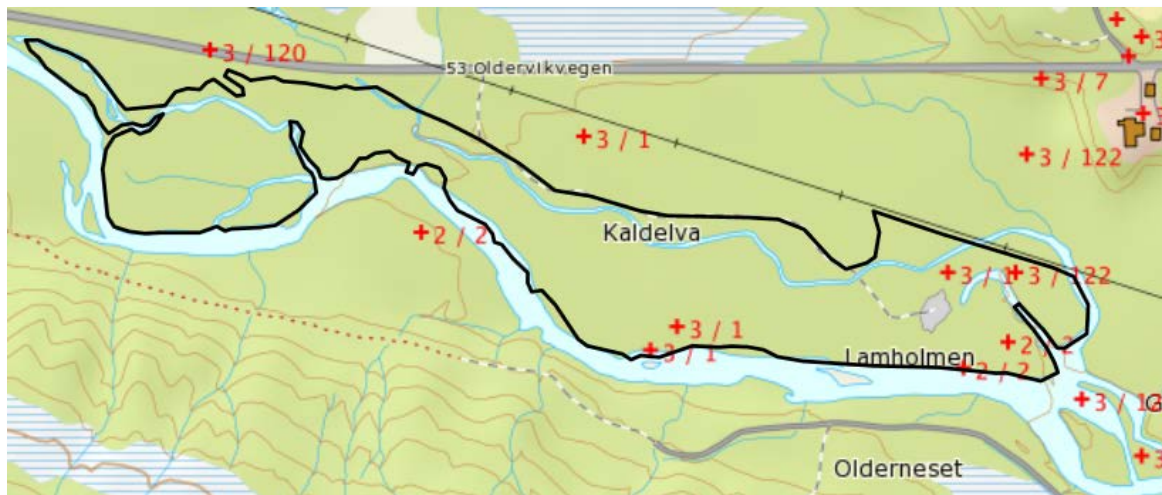 3 / 120
53 Oldervikvegen
3 / 7
3 / 1
3 / 122
2 / 2
Kaldelva
3 / 1
3 / 122
3 / 1
3 / 1
2 / 2
Lamholmen
2 / 2
Olderneset